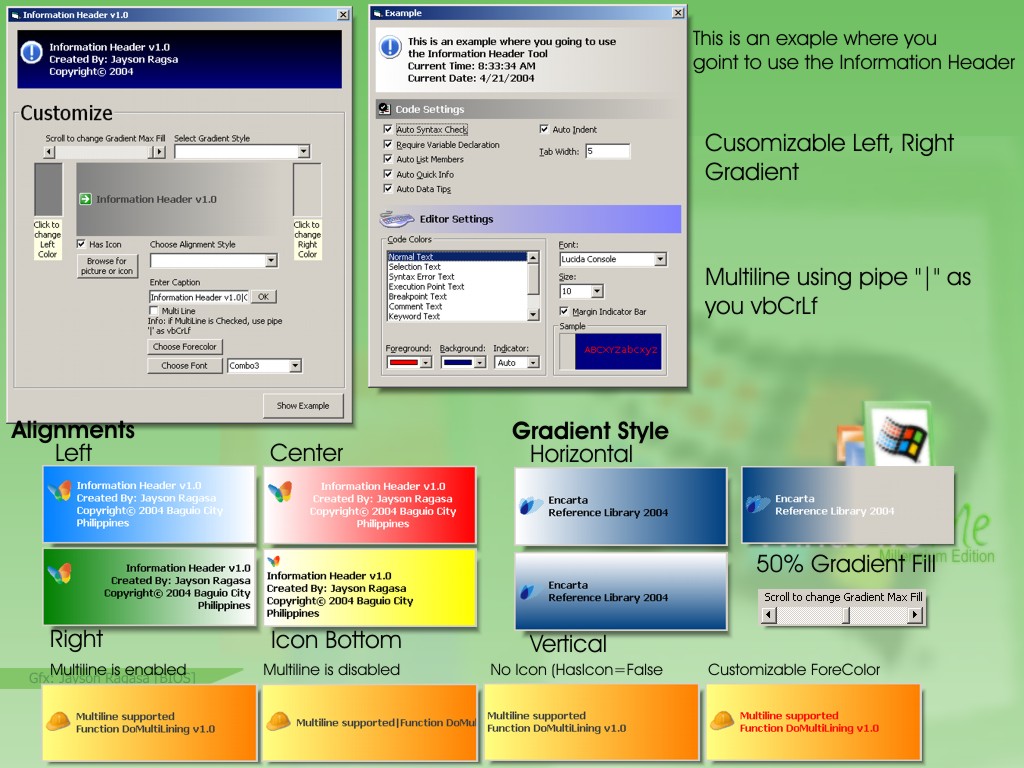 Information Header v1.0
Information Header v1.0
Created By: Jayson Ragsa
Copyright© 2004
Customize
Scroll to change Gradient Max Fill
Select Gradient Style
Information Header v1.0
Click to
change
Left
Color
Click to
change
Right
Color
Has Icon
Choose Alignment Style
Browse for
picture or icon
Enter Caption
Information Header v1.0|C
OK
Multi Line
Info: if MultiLine is Checked, use pipe
'|' as vbCrLf
Choose Forecolor
Choose Font
Combo3
Show Example
Example
This is an example where you going to use
the Information Header Tool
Current Time: 8:33:34 AM
Current Date: 4/21/2004
Code Settings
Auto Syntax Check
Auto Indent
Require Variable Declaration
Tab Width: 5
Auto List Members
Auto Quick Info
Auto Data Tips
Editor Settings
Code Colors
Normal Text
Selection Text
Syntax Error Text
Execution Point Text
Breakpoint Text
Comment Text
Keyword Text
Font:
Lucida Console
Size:
10
Margin Indicator Bar
Sample
ABCXYZabcxyz
Foreground:
Background:
Indicator:
Auto
This is an exaple where you
goint to use the Information Header
Cusomizable Left, Right
Gradient
Multiline using pipe "|" as
you vbCrLf
Alignments
Left
Center
Information Header v1.0
Created By: Jayson Ragasa
Copyright© 2004 Baguio City
Philippines
Information Header v1.0
Created By: Jayson Ragasa
Copyright© 2004 Baguio City
Philippines
Information Header v1.0
Created By: Jayson Ragasa
Copyright© 2004 Baguio City
Philippines
Information Header v1.0
Created By: Jayson Ragasa
Copyright© 2004 Baguio City
Philippines
Right
Icon Bottom
Gradient Style
Horizontal
Encarta
Reference Library 2004
Encarta
Reference Library 2004
Encarta
Reference Library 2004
Vertical
Me
Millennium Edition
50% Gradient Fill
Scroll to change Gradient Max Fill
Multiline is enabled
Multiline is disabled
No Icon (HasIcon=False
Customizable ForeColor
Gfx: Jayson Ragasa [BIOS]
Multiline supported
Function DoMultiLining v1.0
Multiline supported|Function DoMul
Multiline supported
Function DoMultiLining v1.0
Multiline supported
Function DoMultiLining v1.0